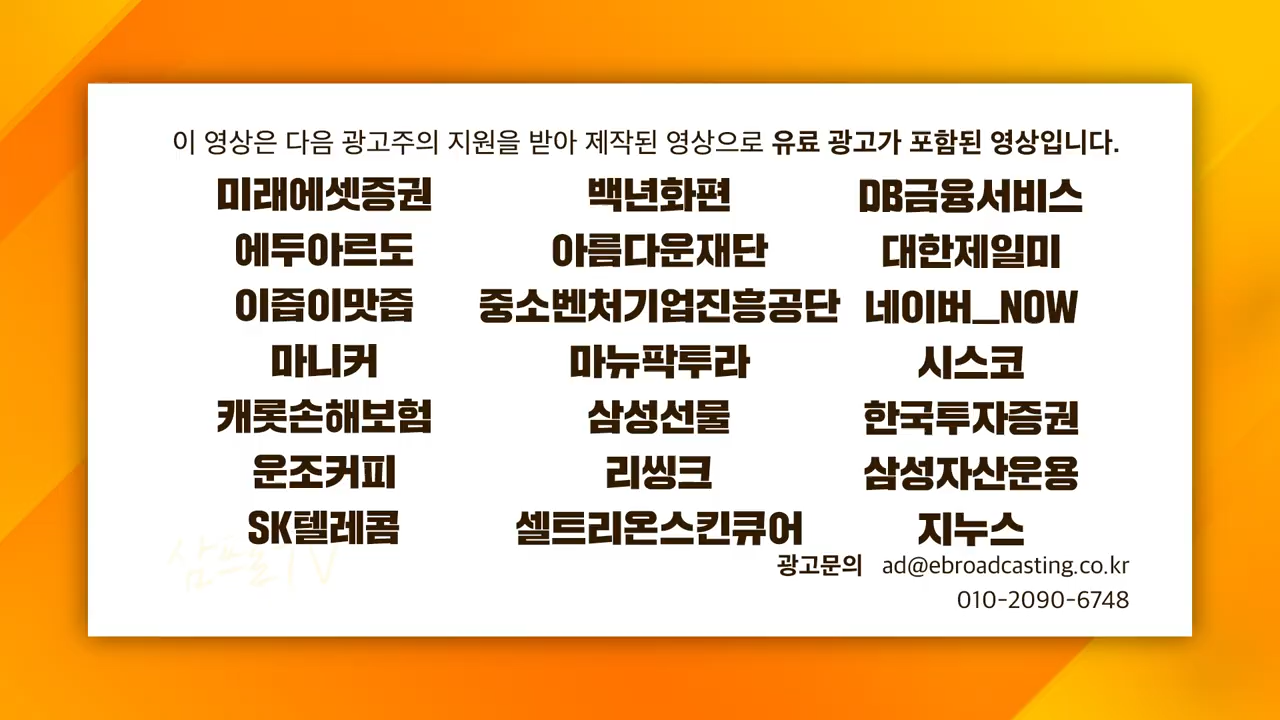 이 영상은 다음 광고주의 지원을 받아 제작된 영상으로 유료 광고가 포함된 영상입니다.
미래에셋증권 백년화편 DB금융서비스
에두아르도 아름다운재단 대한제일미
이즙이맛즙 중소벤처기업진흥공단 네이버_NOW
마니커 마뉴팍투라 시스코
캐롯손해보험 삼성선물 한국투자증권
운조커피 리씽크 삼성자산운용
SK텔레콤 셀트리온스킨큐어 지누스
삼프로TV
광고문의 ad@ebroadcasting.co.kr
010-2090-6748